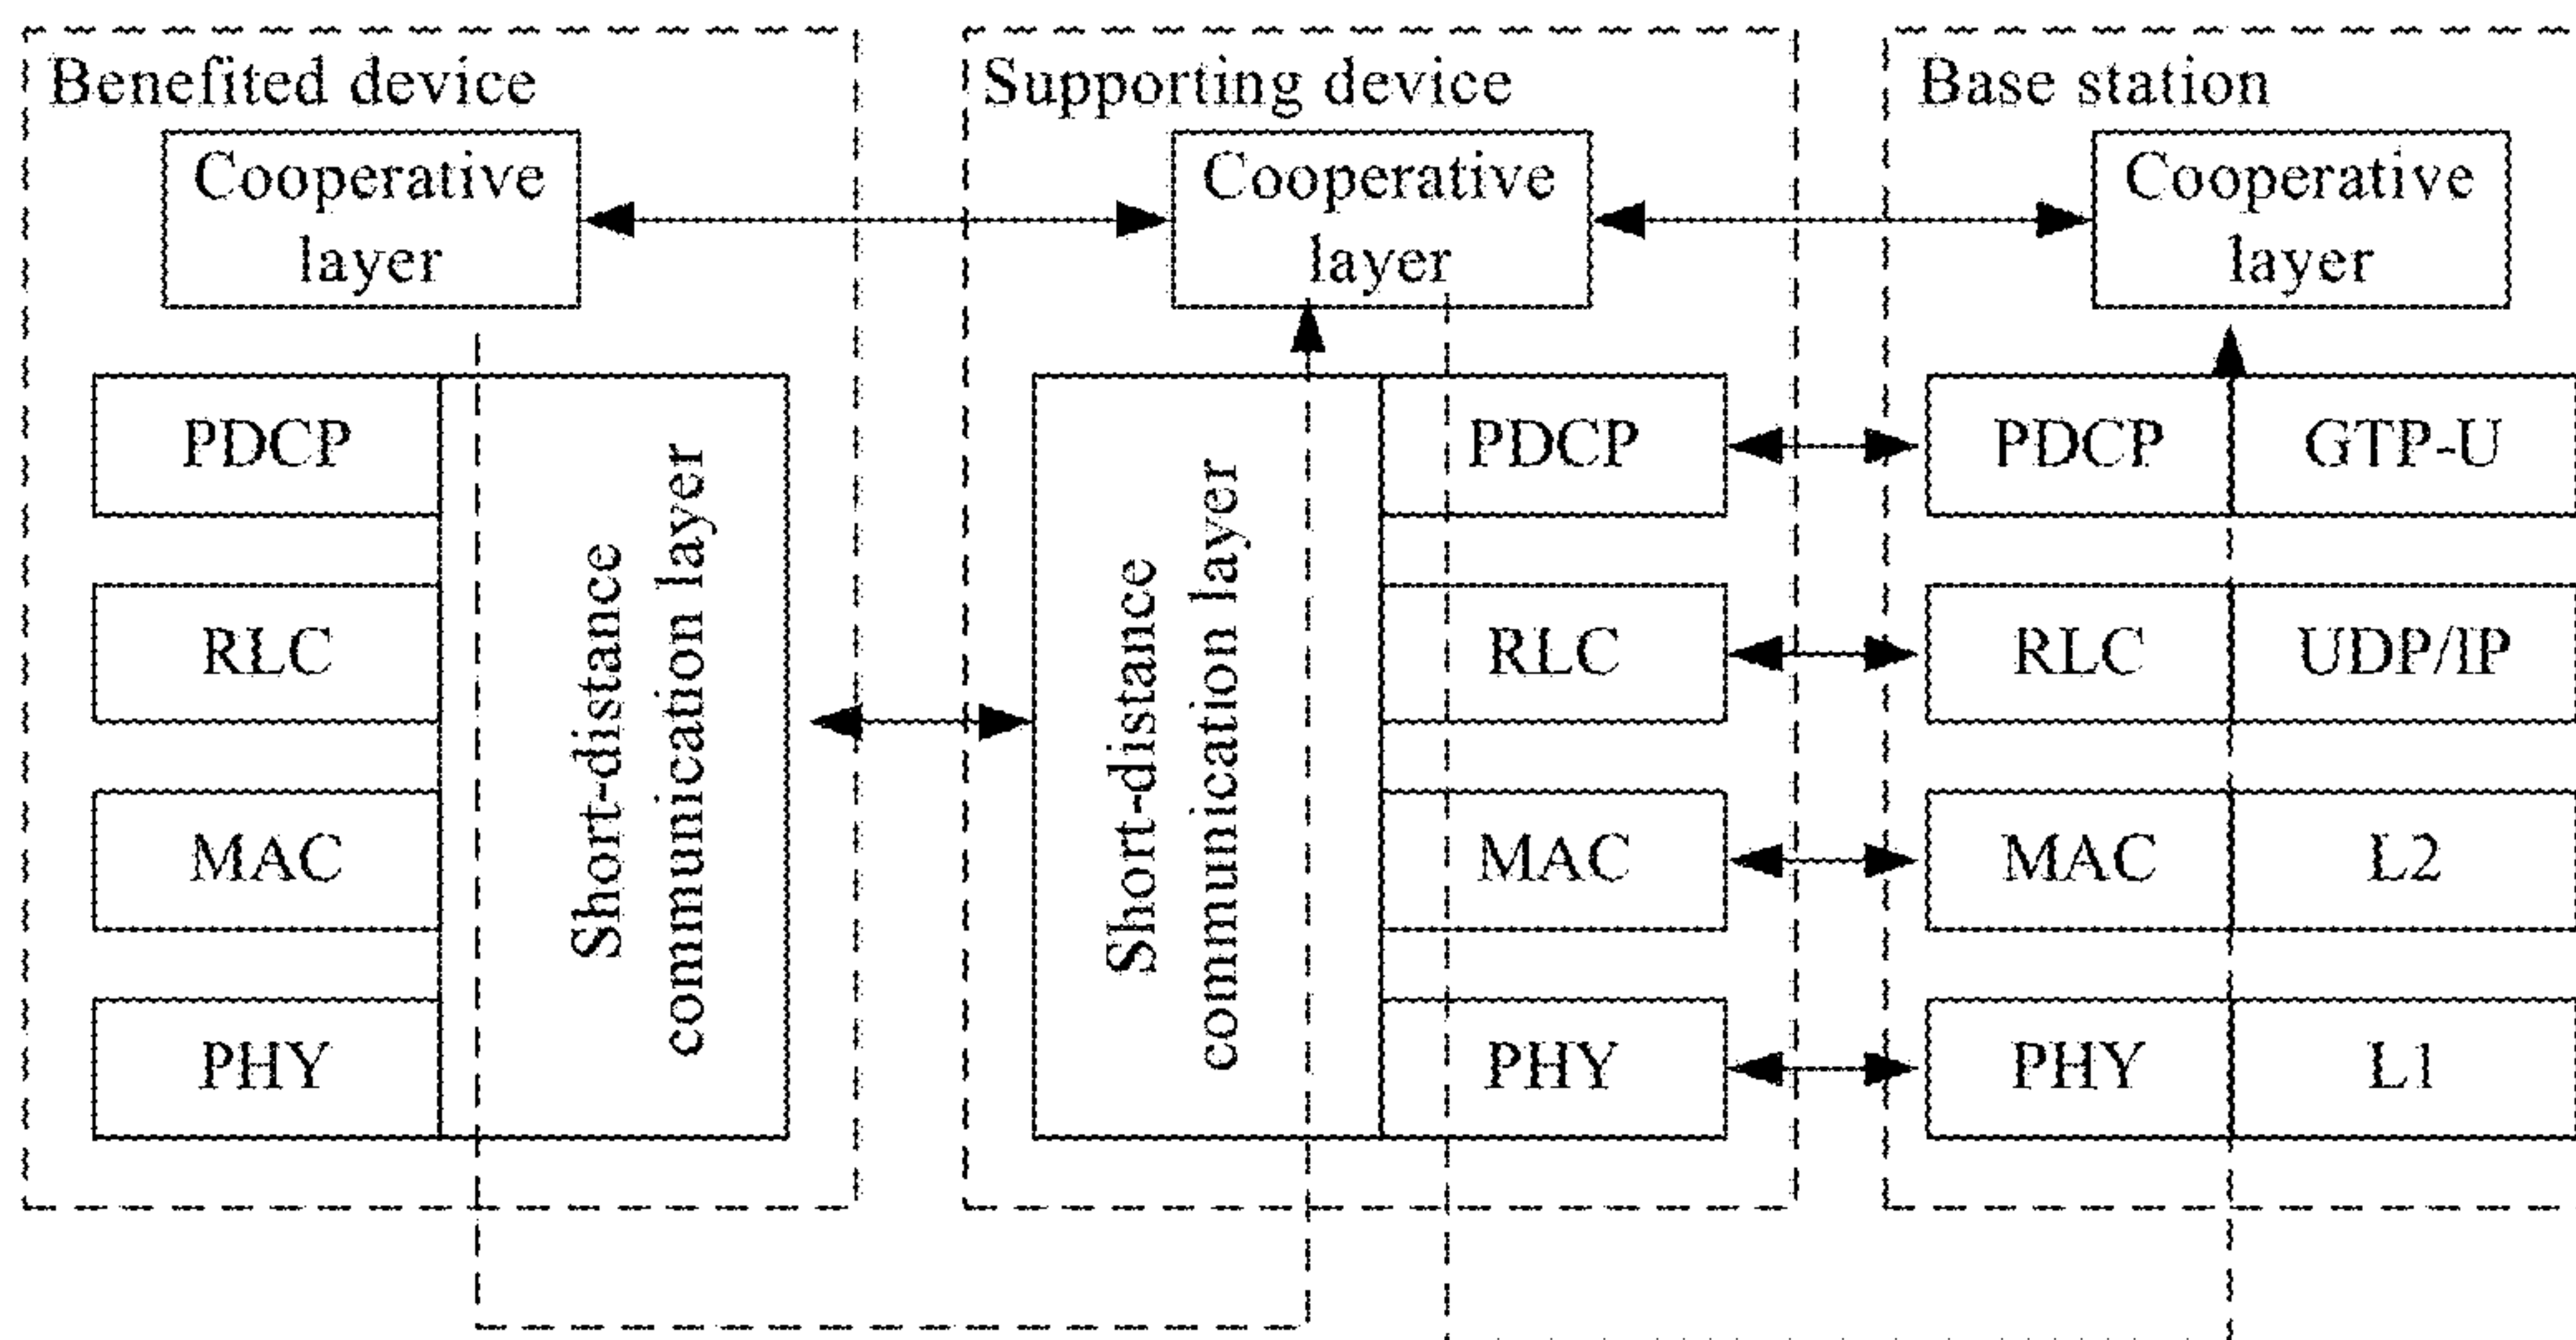 Benefited device
Cooperative
layer
PDCP
RLC
MAC
PHY
Short-distance
communication layer
Supporting device
Cooperative
layer
Short-distance
communication layer
PDCP
RLC
MAC
PHY
Base station
Cooperative
layer
PDCP
GTP-U
RLC
UDP/IP
MAC
L2
PHY
L1